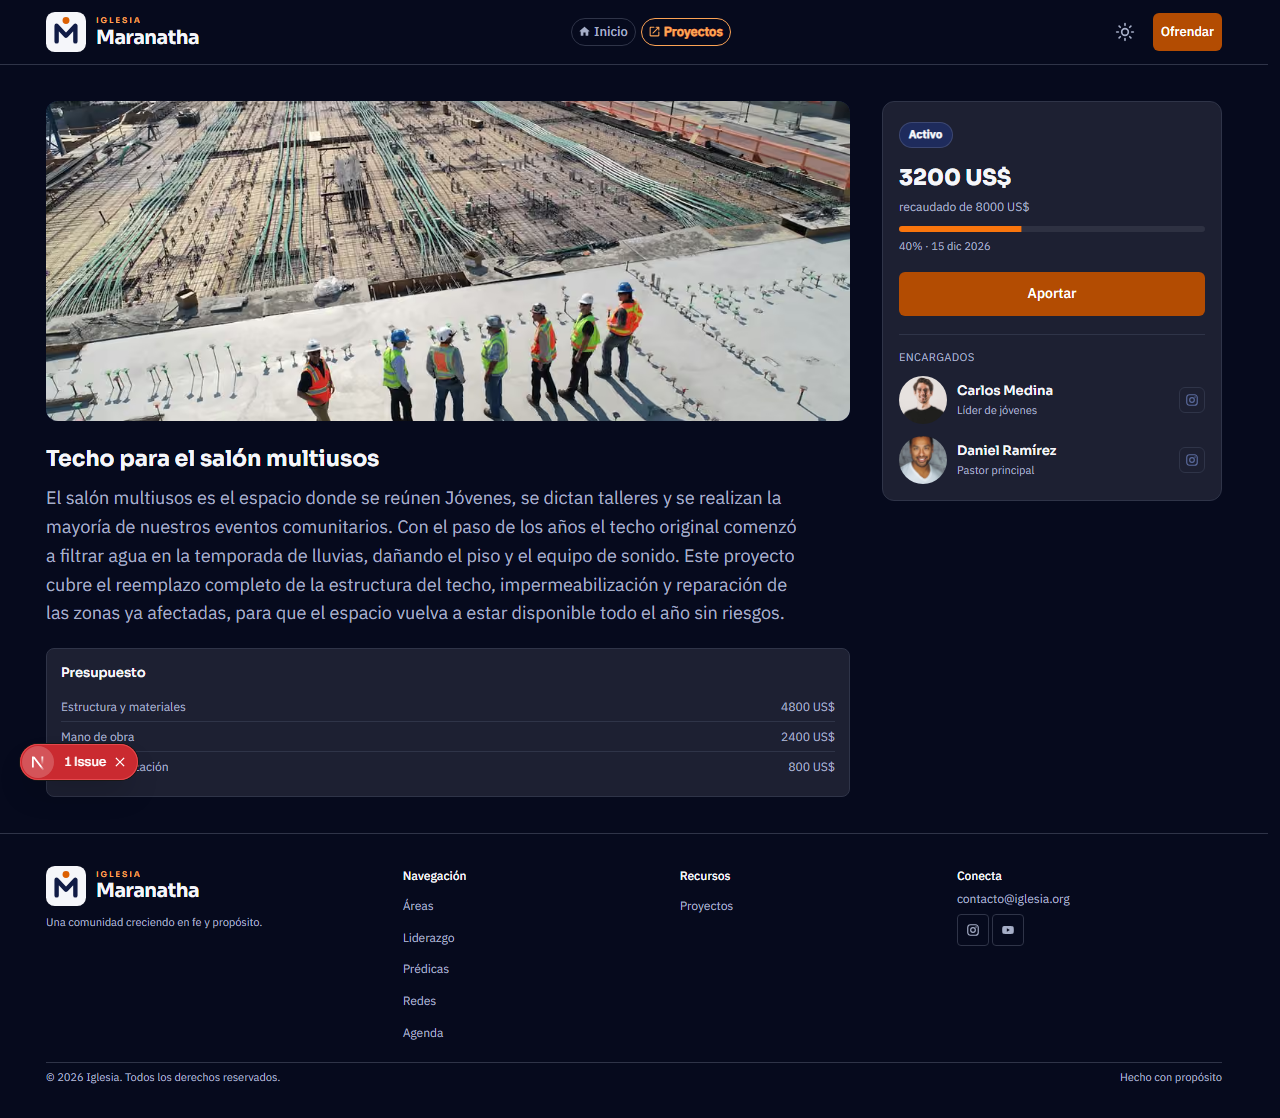 IGLESIA
Maranatha
Inicio
Proyectos
Ofrendar
Activo
3200 US$
recaudado de 8000 US$
40% · 15 dic 2026
Aportar
ENCARGADOS
Carlos Medina
Líder de jóvenes
Daniel Ramírez
Pastor principal
Techo para el salón multiusos
El salón multiusos es el espacio donde se reúnen Jóvenes, se dictan talleres y se realizan la
mayoría de nuestros eventos comunitarios. Con el paso de los años el techo original comenzó
a filtrar agua en la temporada de lluvias, dañando el piso y el equipo de sonido. Este proyecto
cubre el reemplazo completo de la estructura del techo, impermeabilización y reparación de
las zonas ya afectadas, para que el espacio vuelva a estar disponible todo el año sin riesgos.
Presupuesto
Estructura y materiales 4800 US$
Mano de obra 2400 US$
800 US$
N 1 Issue
IGLESIA
Maranatha
Una comunidad creciendo en fe y propósito.
Navegación
Áreas
Liderazgo
Prédicas
Redes
Agenda
Recursos
Proyectos
Conecta
contacto@iglesia.org
© 2026 Iglesia. Todos los derechos reservados.
Hecho con propósito